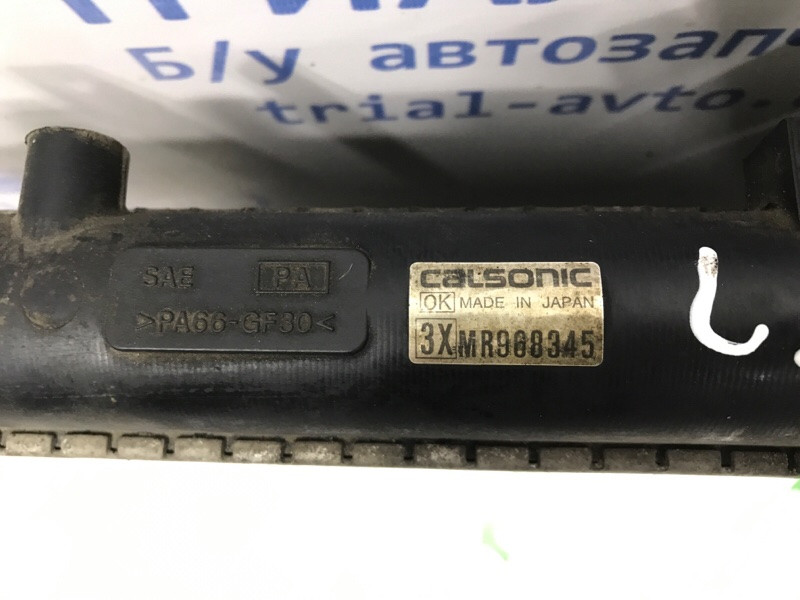 б/у автозапч
trial-avto.
SAE PA
>PA66-GF30<
calsonic
OK MADE IN JAPAN
3X MR968345